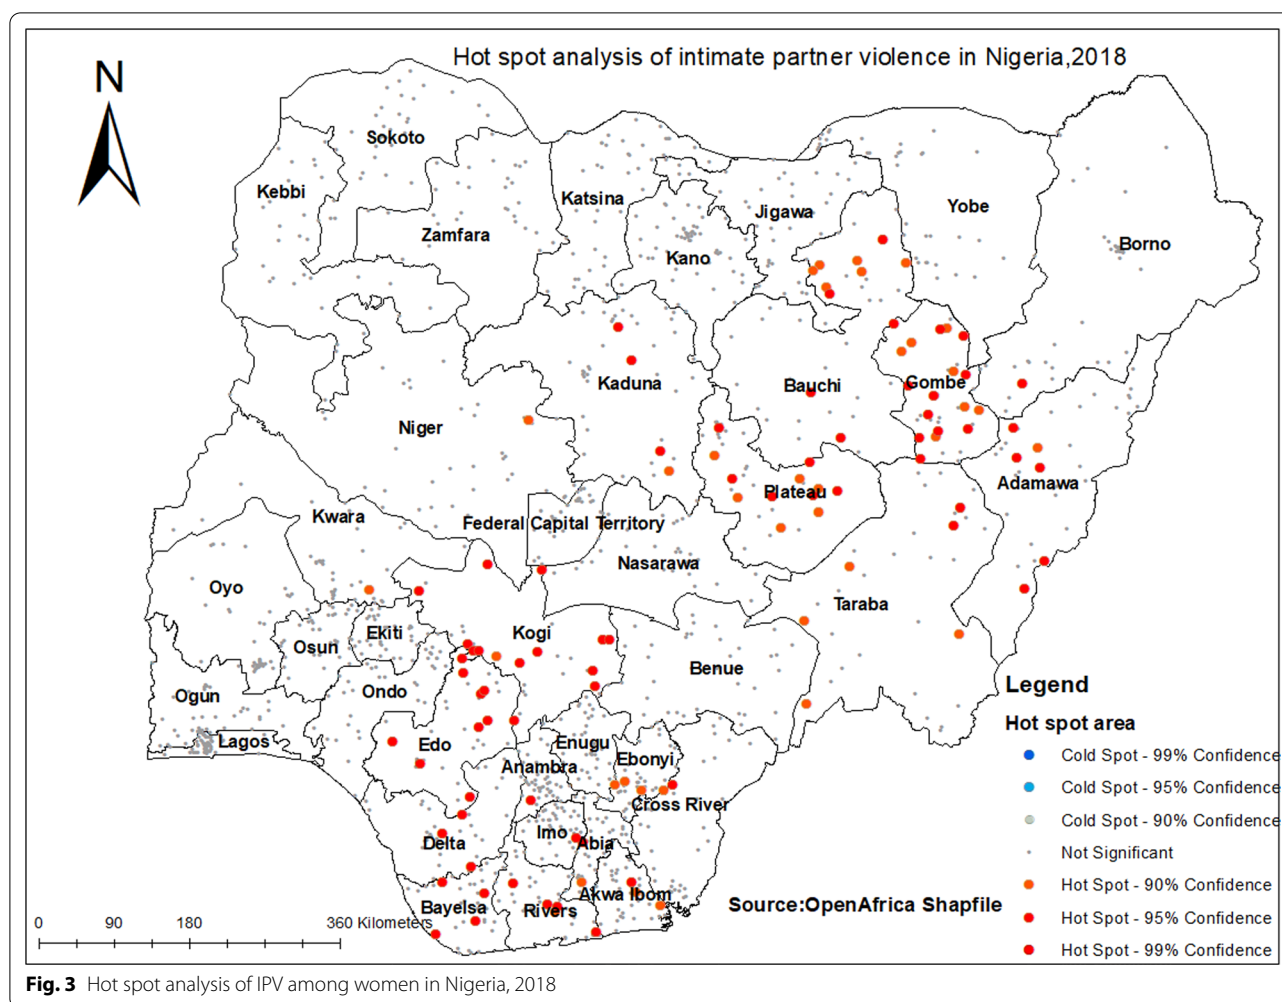 Hot spot analysis of intimate partner violence in Nigeria,2018
N
Sokoto
Kebbi
Katsina
Zamfara
Jigawa
Yobe
Kano
Borno
Kaduna
Bauchi
Gombe
Niger
Adamawa
Plateau
Kwara
Federal Capital Territory
Nasarawa
Oyo
Taraba
Osun
Ekiti
Kogi
Benue
Ogun
Ondo
Lagos
Edo
Enugu
Ebonyi
Anambra
Cross River
Imo
Abia
Delta
Akwa Ibom
Bayelsa
Rivers
Legend
Hot spot area
Cold Spot - 99% Confidence
Cold Spot - 95% Confidence
Cold Spot - 90% Confidence
Not Significant
Hot Spot - 90% Confidence
Hot Spot - 95% Confidence
Hot Spot - 99% Confidence
Source:OpenAfrica Shapfile
0 90 180 360 Kilometers
Fig. 3 Hot spot analysis of IPV among women in Nigeria, 2018